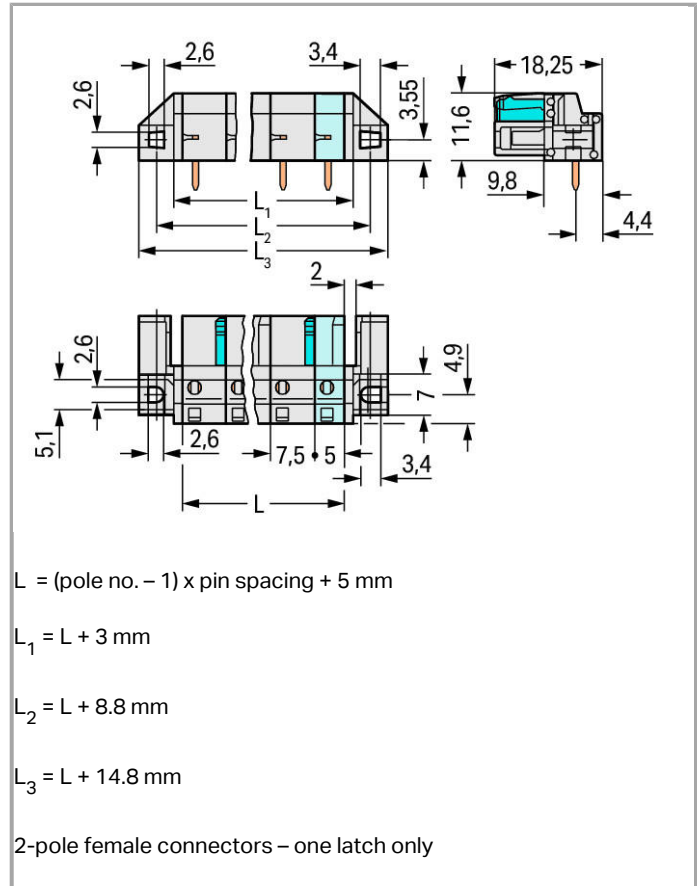 2,6
3,4
18,25
2,6
3,55
11,6
9,8
4,4
L1
L2
L3
2
2,6
4,9
5,1
7
2,6
7,5 • 5
3,4
L
L = (pole no. – 1) x pin spacing + 5 mm
L1 = L + 3 mm
L2 = L + 8.8 mm
L3 = L + 14.8 mm
2-pole female connectors – one latch only